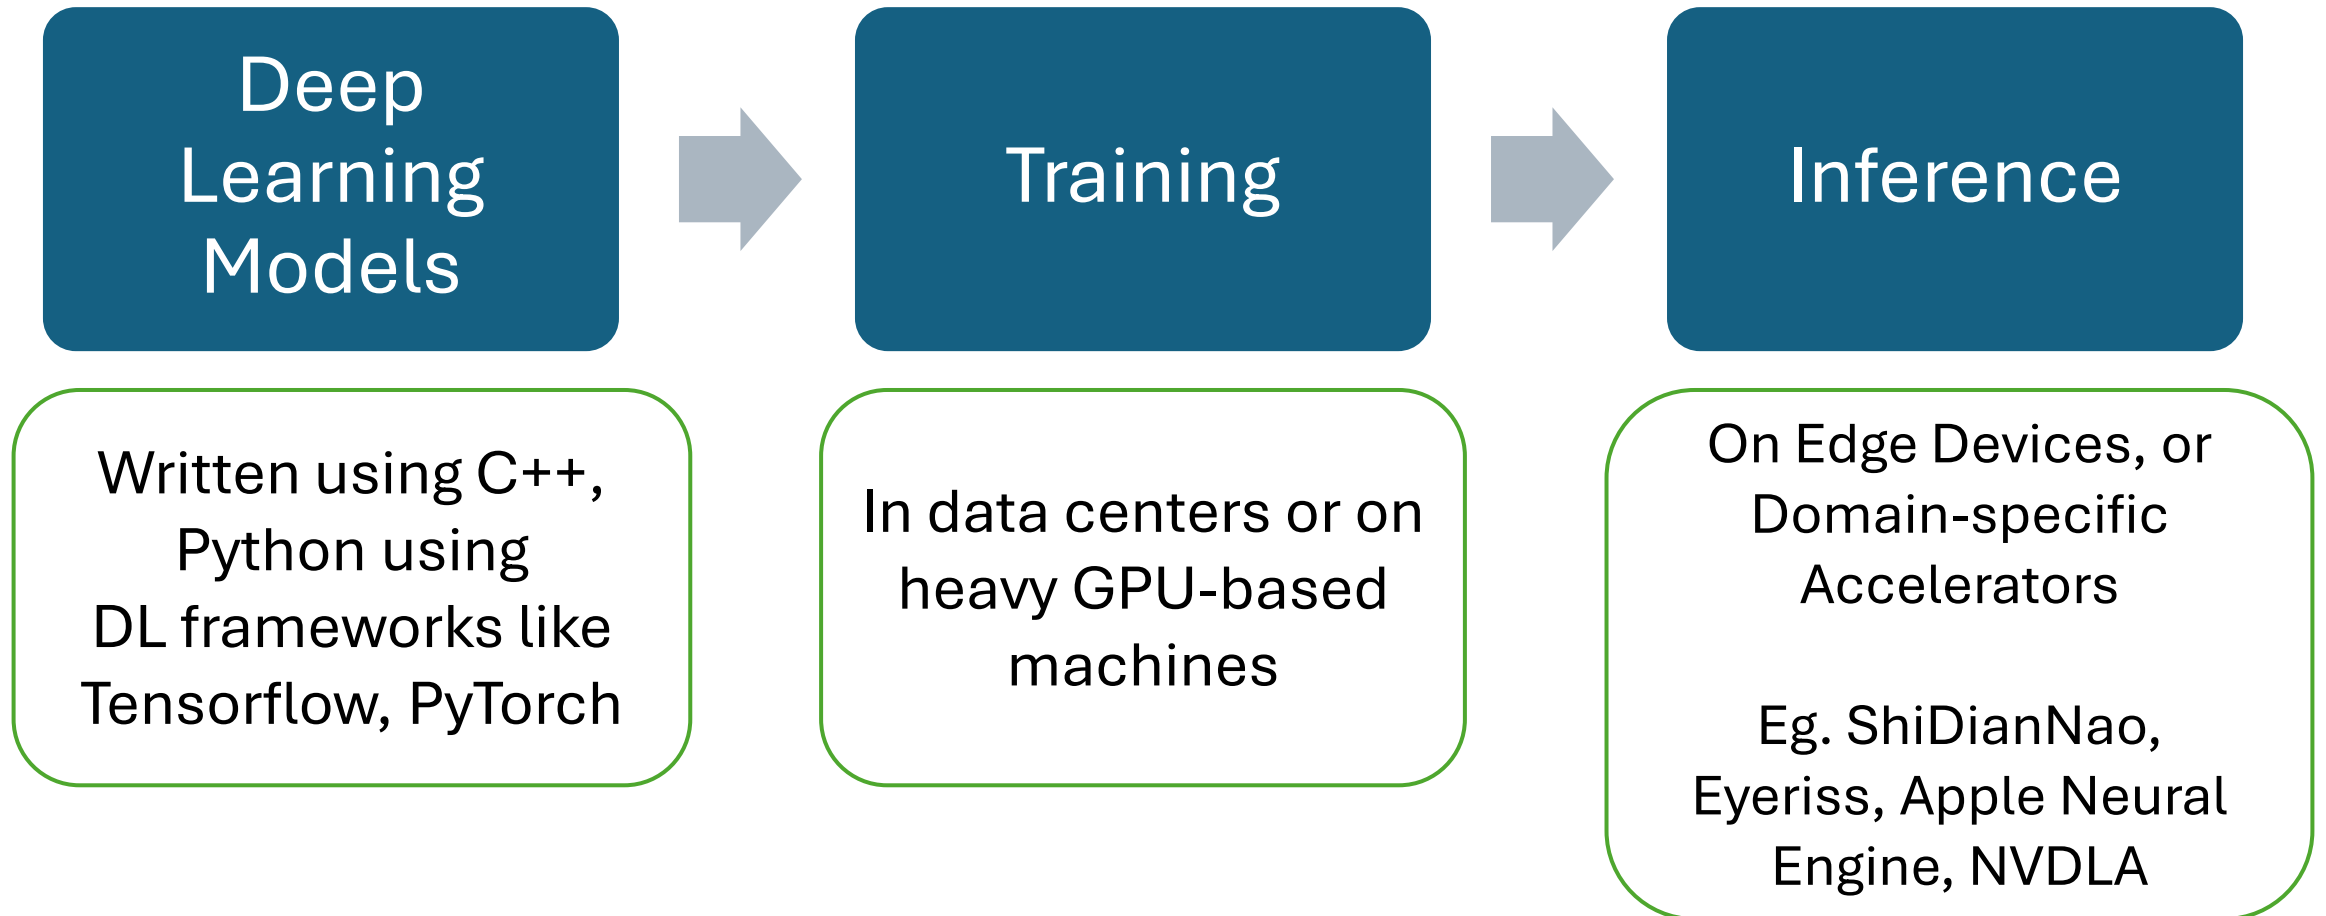 Deep
Learning
Models
Training
Inference
Written using C++,
Python using
DL frameworks like
Tensorflow, PyTorch
In data centers or on
heavy GPU-based
machines
On Edge Devices, or
Domain-specific
Accelerators
Eg. ShiDianNao,
Eyeriss, Apple Neural
Engine, NVDLA